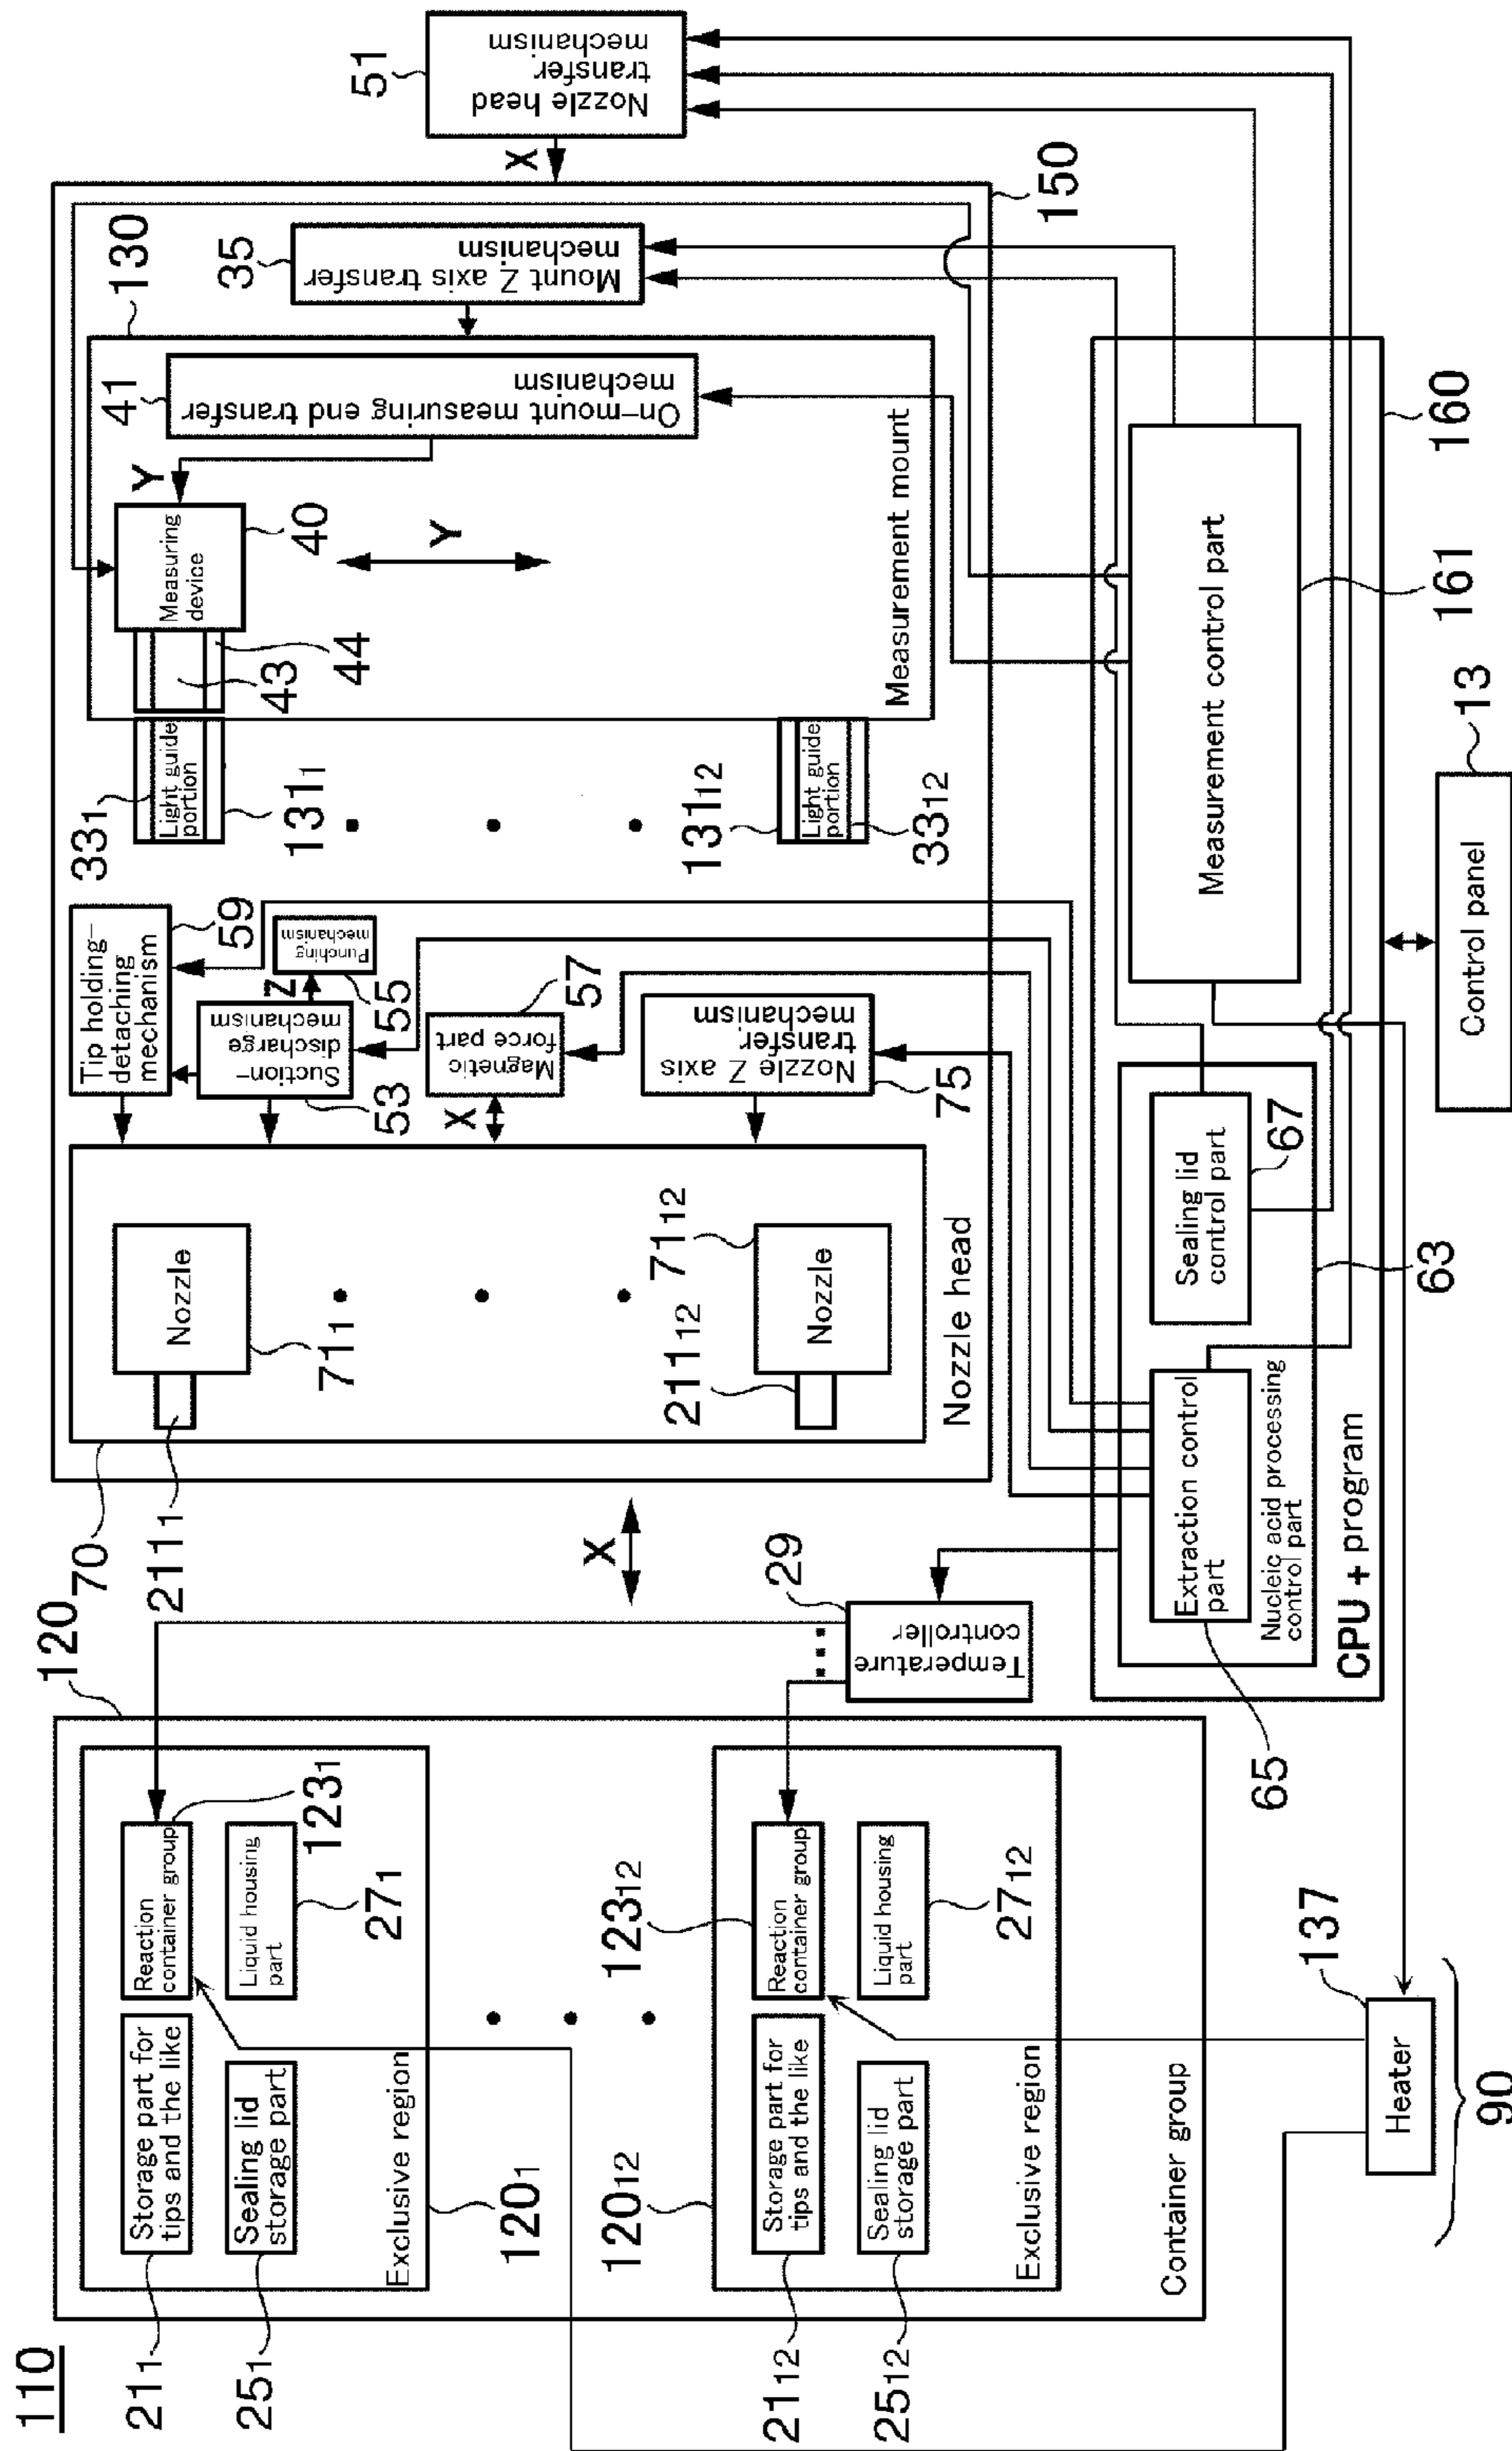 110
120
21₁
Storage part for
tips and the like
Reaction
container group
123₁
25₁
Sealing lid
storage part
Liquid housing
part
27₁
Exclusive region
120₁
120₁₂
123₁₂
21₁₂
Storage part for
tips and the like
Reaction
container group
25₁₂
Sealing lid
storage part
Liquid housing
part
27₁₂
Exclusive region
Container group
137
Heater
90
X
29
Temperature
controller
70
211₁
Nozzle
71₁
211₁₂
Nozzle
71₁₂
Nozzle head
Tip holding-
detaching
mechanism
59
Suction-
discharge
mechanism
53
Z
Punching
mechanism
55
X
Magnetic
force part
57
Nozzle Z axis
transfer
mechanism
75
33₁
Light guide
portion
131₁
131₁₂
Light guide
portion
33₁₂
43
44
Measuring
device
40
Y
Y
41
On-mount measuring end transfer
mechanism
Measurement mount
130
35
Mount Z axis transfer
mechanism
150
X
51
Nozzle head
transfer
mechanism
65
Extraction control
part
Sealing lid
control part
67
Nucleic acid processing
control part
63
CPU + program
Measurement control part
161
160
Control panel
13